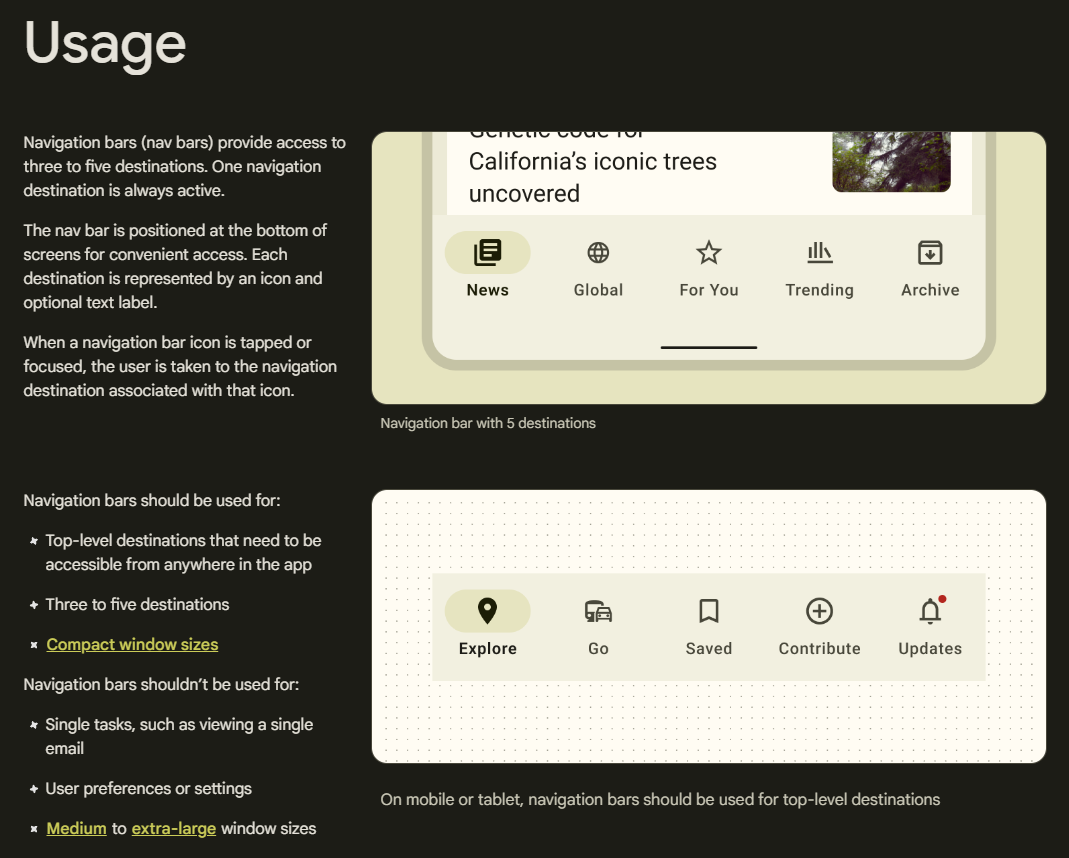 Usage
Navigation bars (nav bars) provide access to
three to five destinations. One navigation
destination is always active.
The nav bar is positioned at the bottom of
screens for convenient access. Each
destination is represented by an icon and
optional text label.
When a navigation bar icon is tapped or
focused, the user is taken to the navigation
destination associated with that icon.
Genetic code for
California’s iconic trees
uncovered
News Global For You Trending Archive
Navigation bar with 5 destinations
Navigation bars should be used for:
Top-level destinations that need to be
accessible from anywhere in the app
Three to five destinations
Compact window sizes
Navigation bars shouldn’t be used for:
Single tasks, such as viewing a single
email
User preferences or settings
Medium to extra-large window sizes
Explore Go Saved Contribute Updates
On mobile or tablet, navigation bars should be used for top-level destinations